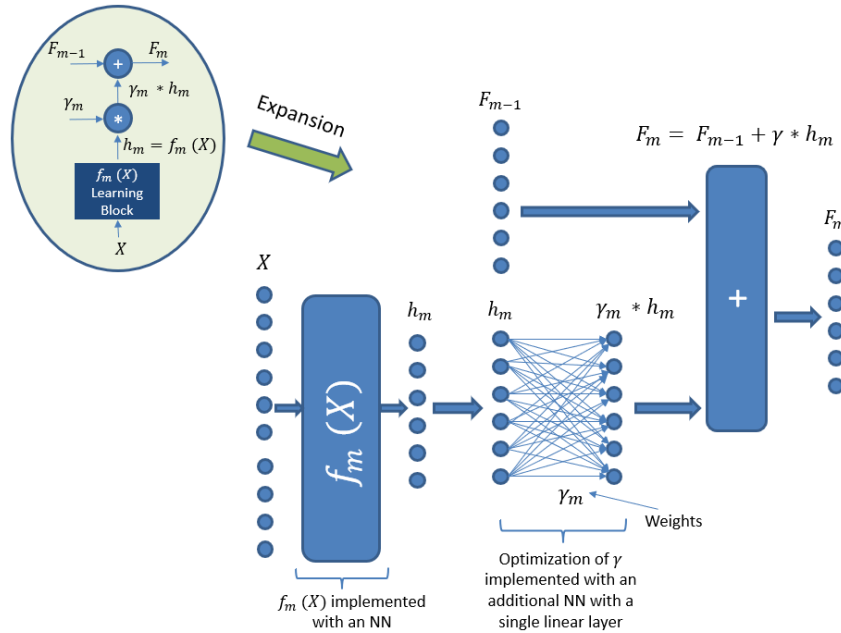 F_{m-1}
F_m
+
γ_m * h_m
γ_m
*
h_m = f_m (X)
f_m (X)
Learning
Block
X
Expansion
F_{m-1}
F_m = F_{m-1} + γ * h_m
F_m
X
h_m
h_m
γ_m * h_m
+
f_m (X)
γ_m
Weights
f_m (X) implemented
with an NN
Optimization of γ
implemented with an
additional NN with a
single linear layer